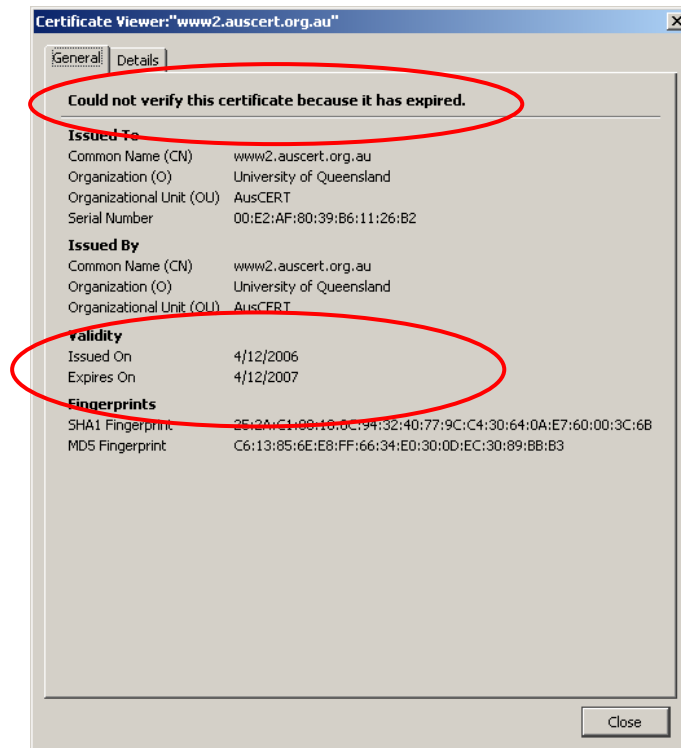 Certificate Viewer:"www2.auscert.org.au"
General Details
Could not verify this certificate because it has expired.
Issued To
Common Name (CN) www2.auscert.org.au
Organization (O) University of Queensland
Organizational Unit (OU) AusCERT
Serial Number 00:E2:AF:80:39:B6:11:26:B2
Issued By
Common Name (CN) www2.auscert.org.au
Organization (O) University of Queensland
Organizational Unit (OU) AusCERT
Validity
Issued On 4/12/2006
Expires On 4/12/2007
Fingerprints
SHA1 Fingerprint
MD5 Fingerprint C6:13:85:6E:E8:FF:66:34:E0:30:0D:EC:30:89:BB:B3
Close